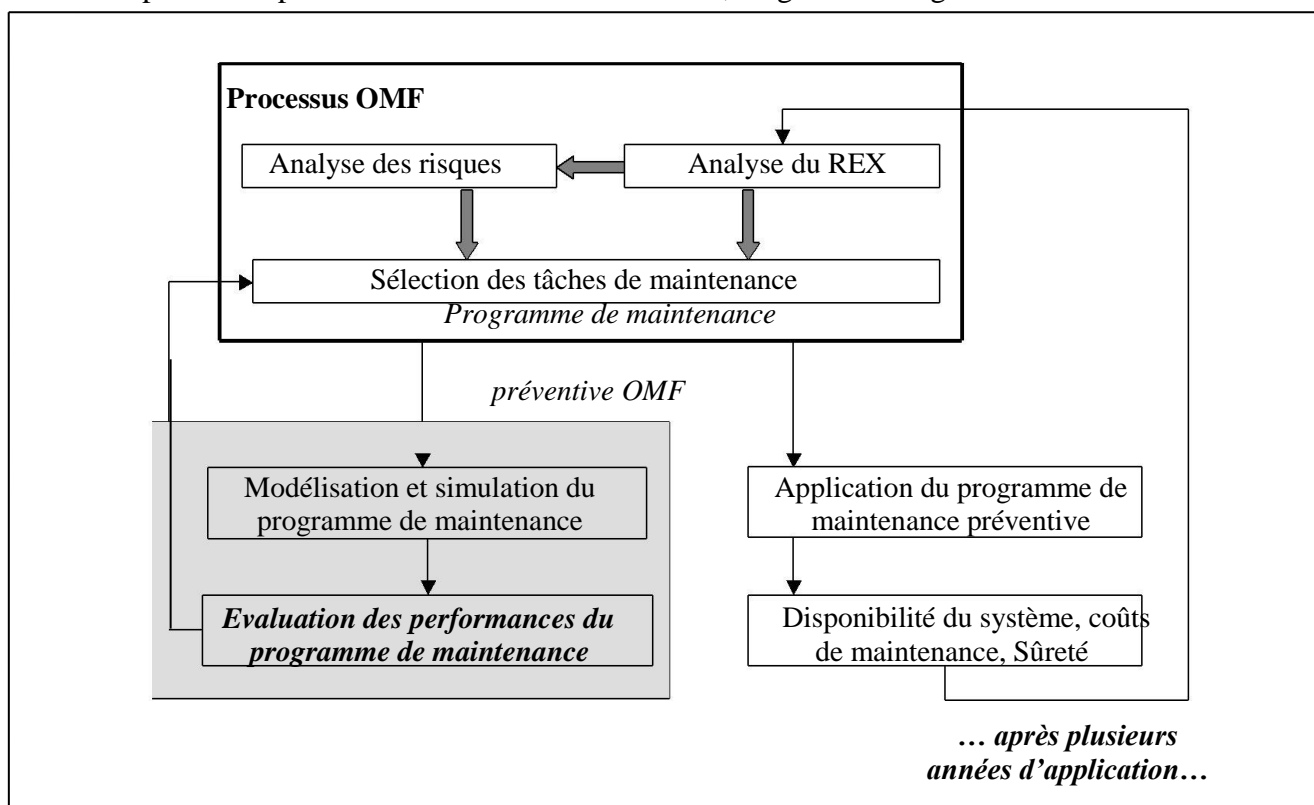 Processus OMF
Analyse des risques
Analyse du REX
Sélection des tâches de maintenance
Programme de maintenance
préventive OMF
Modélisation et simulation du
programme de maintenance
Evaluation des performances du
programme de maintenance
Application du programme de
maintenance préventive
Disponibilité du système, coûts
de maintenance, Sûreté
… après plusieurs
années d’application…